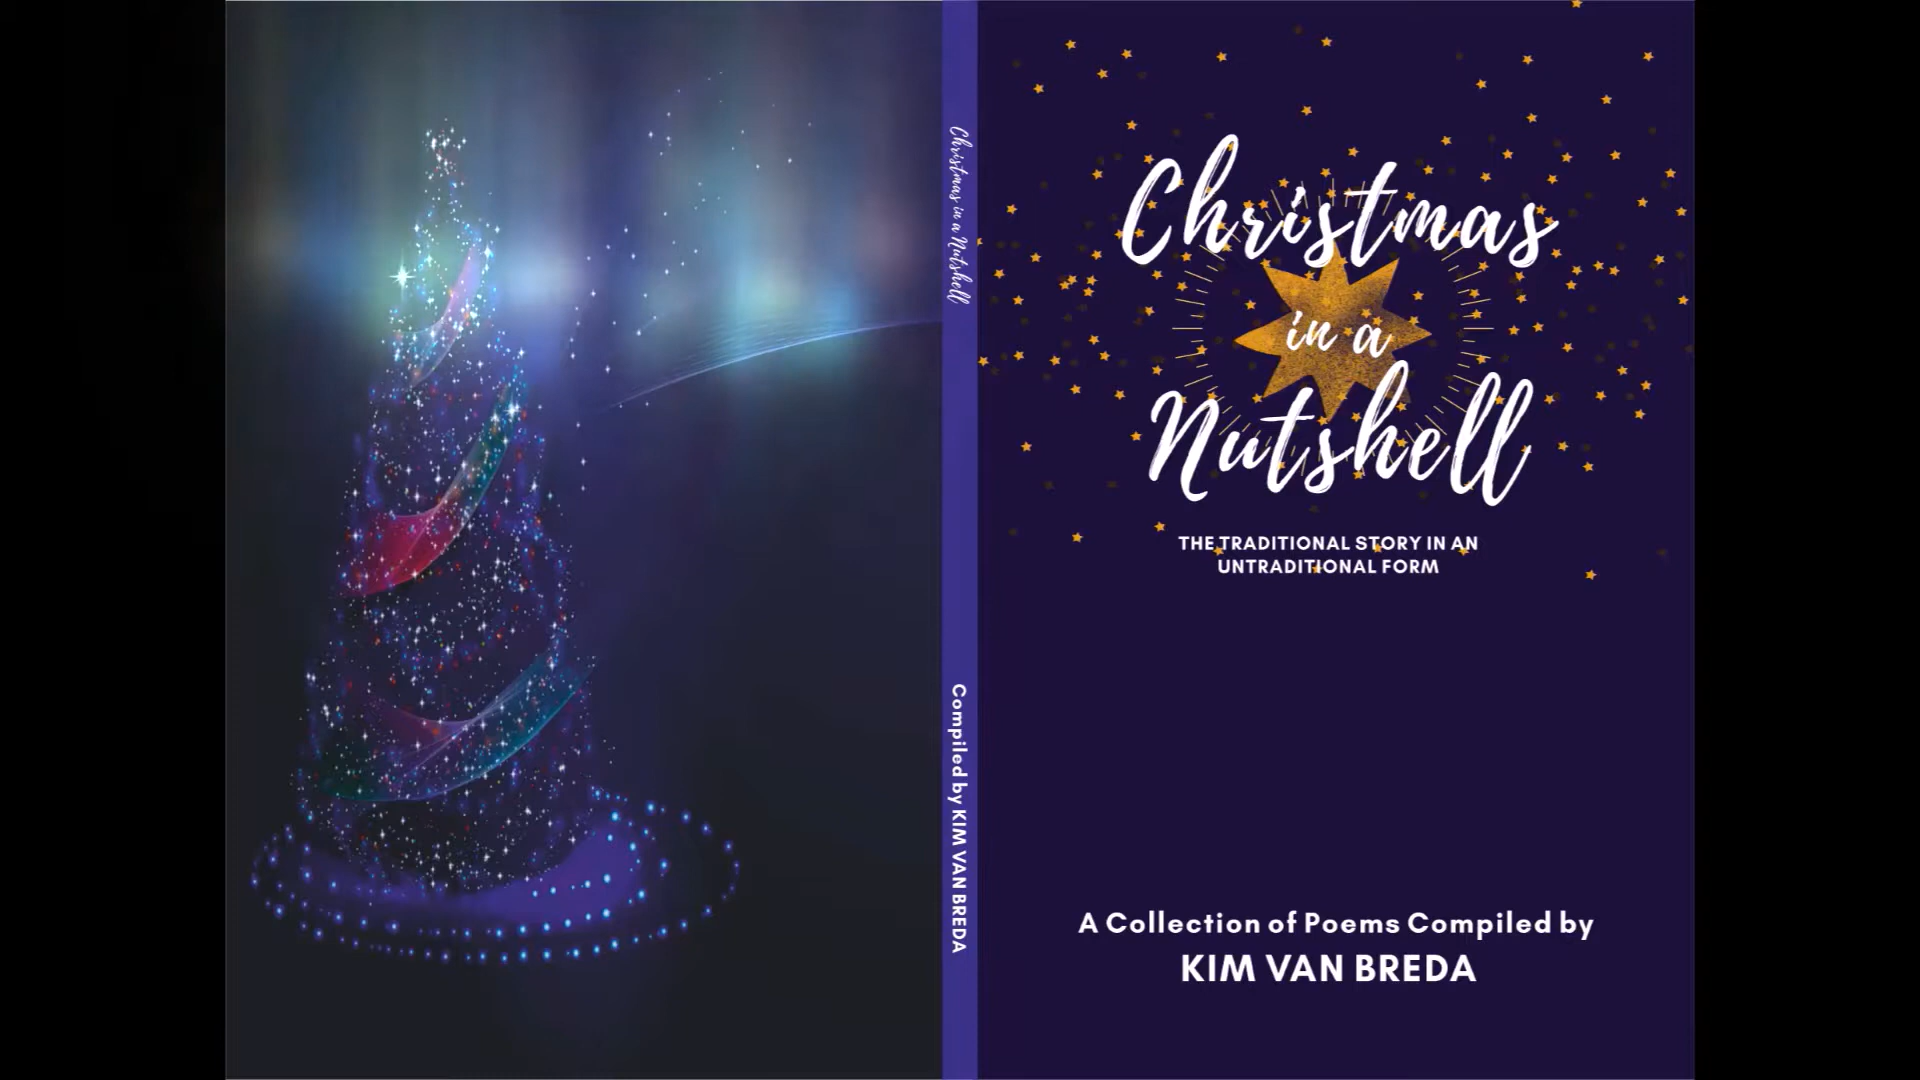 Christmas in a Nutshell
Compiled by KIM VAN BREDA
Christmas
in a
Nutshell
THE TRADITIONAL STORY IN AN
UNTRADITIONAL FORM
A Collection of Poems Compiled by
KIM VAN BREDA